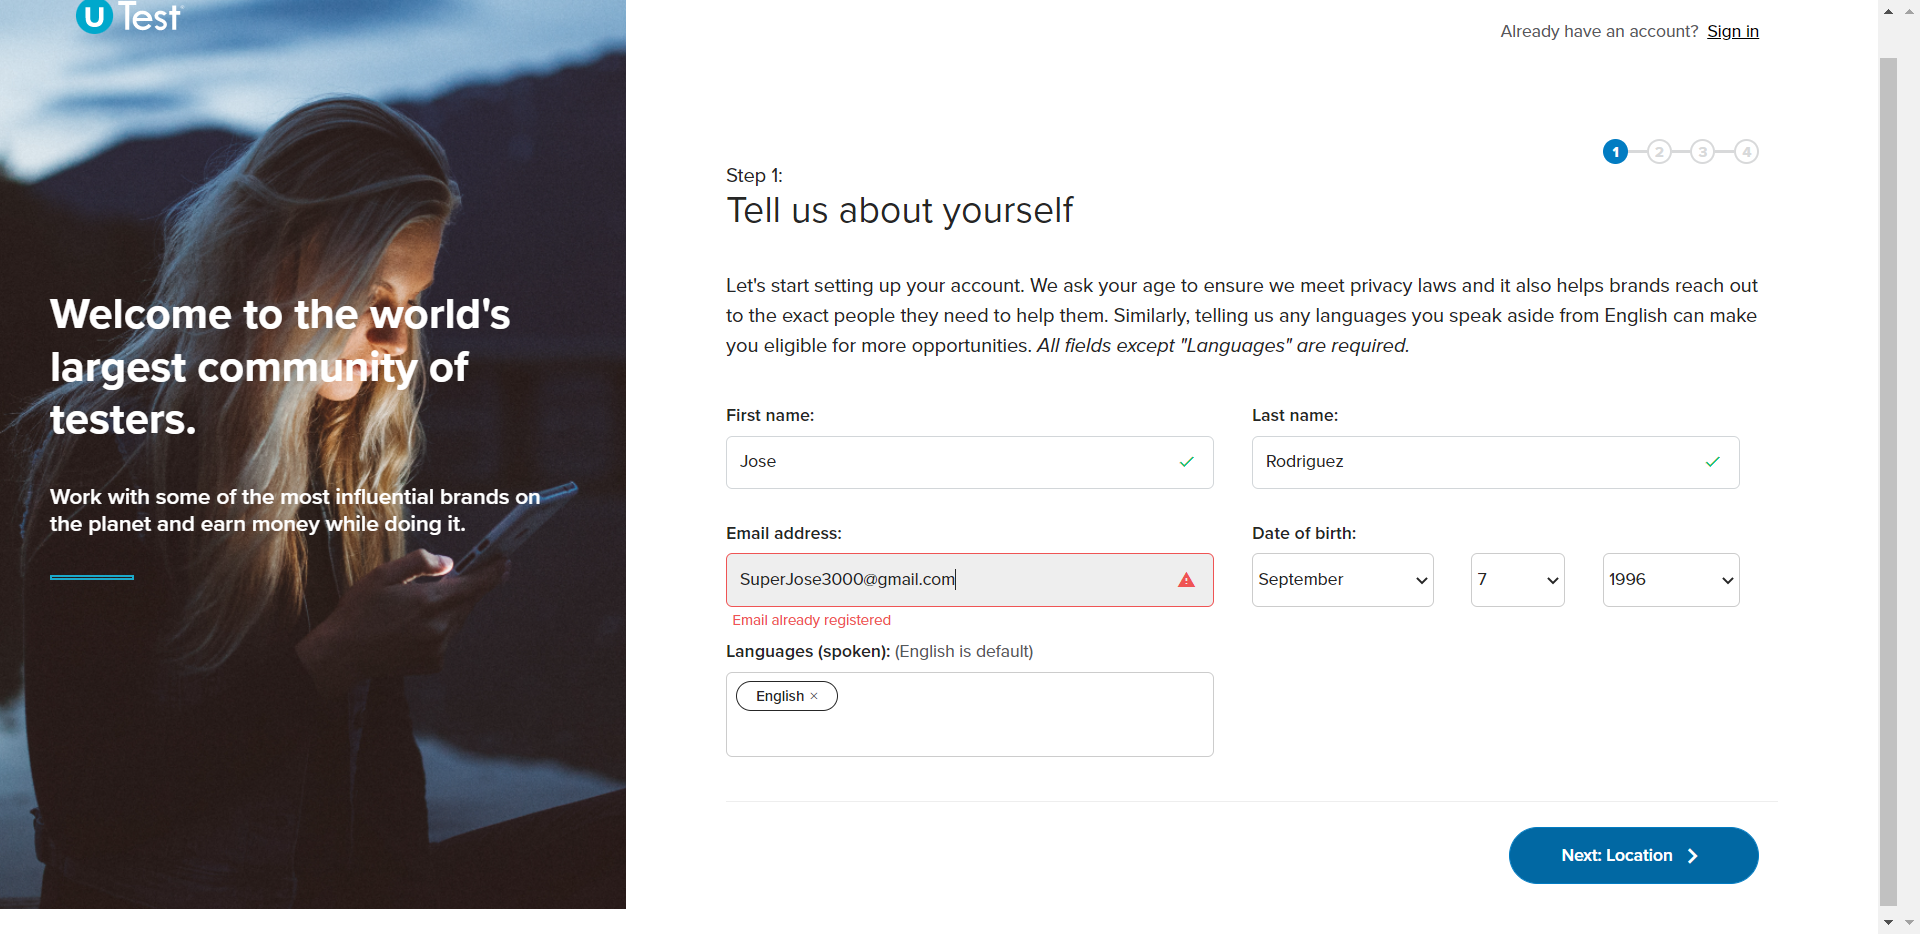 U Test
Already have an account? Sign in
1 2 3 4
Step 1:
Tell us about yourself
Let's start setting up your account. We ask your age to ensure we meet privacy laws and it also helps brands reach out
to the exact people they need to help them. Similarly, telling us any languages you speak aside from English can make
you eligible for more opportunities. All fields except "Languages" are required.
Welcome to the world's
largest community of
testers.
Work with some of the most influential brands on
the planet and earn money while doing it.
First name:
Jose
Last name:
Rodriguez
Email address:
SuperJose3000@gmail.com
Email already registered
Date of birth:
September
7
1996
Languages (spoken): (English is default)
English ×
Next: Location